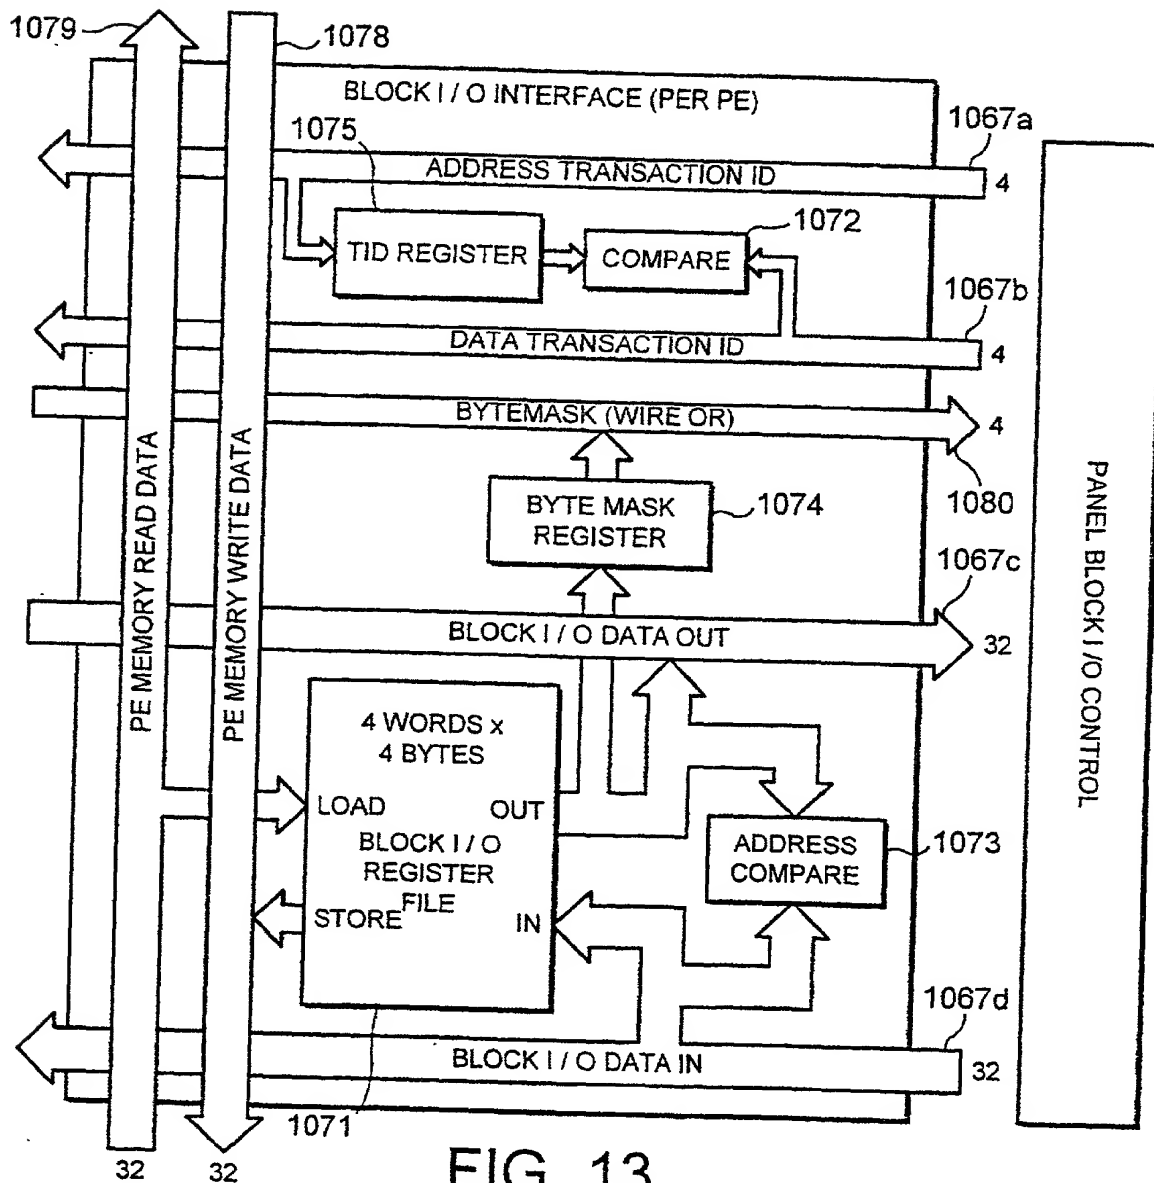 1079
1078
BLOCK I / O INTERFACE (PER PE)
1075
1067a
ADDRESS TRANSACTION ID
4
1072
TID REGISTER
COMPARE
1067b
DATA TRANSACTION ID
4
BYTEMASK (WIRE OR)
4
1080
PE MEMORY READ DATA
PE MEMORY WRITE DATA
BYTE MASK
REGISTER
1074
PANEL BLOCK I / O CONTROL
1067c
BLOCK I / O DATA OUT
32
4 WORDS x
4 BYTES
LOAD
OUT
BLOCK I / O
REGISTER
FILE
STORE
IN
ADDRESS
COMPARE
1073
1067d
BLOCK I / O DATA IN
32
1071
32
32
FIG. 13